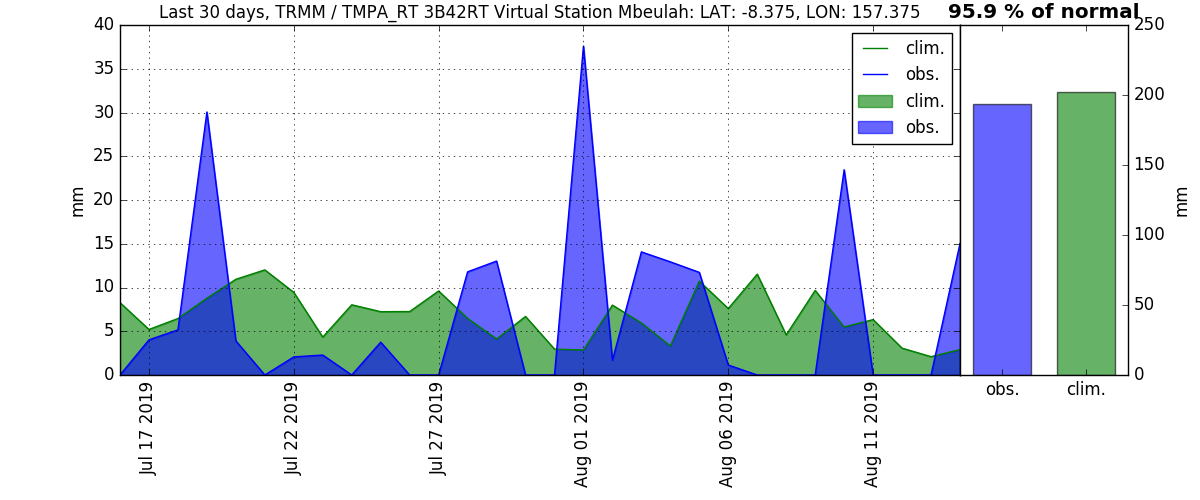 Last 30 days, TRMM / TMPA_RT 3B42RT Virtual Station Mbeulah: LAT: -8.375, LON: 157.375
95.9 % of normal
40
35
30
25
20
15
10
5
0
mm
clim.
obs.
clim.
obs.
Jul 17 2019
Jul 22 2019
Jul 27 2019
Aug 01 2019
Aug 06 2019
Aug 11 2019
250
200
150
100
50
0
mm
obs.
clim.